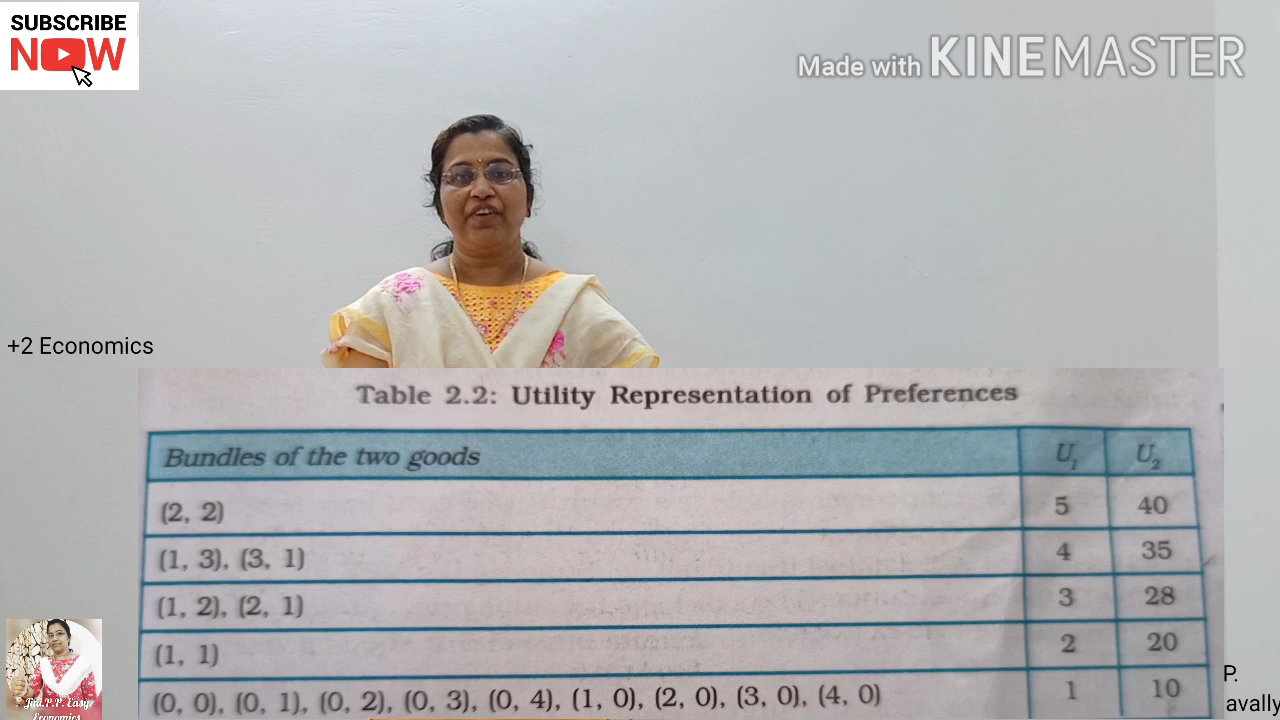 SUBSCRIBE
NOW
Made with KINEMASTER
+2 Economics
Table 2.2: Utility Representation of Preferences
Bundles of the two goods U₁ U₂
(2, 2) 5 40
(1, 3), (3, 1) 4 35
(1, 2), (2, 1) 3 28
(1, 1) 2 20
(0, 0), (0, 1), (0, 2), (0, 3), (0, 4), (1, 0), (2, 0), (3, 0), (4, 0) 1 10
P.
avally
P.P. Easy
Economics